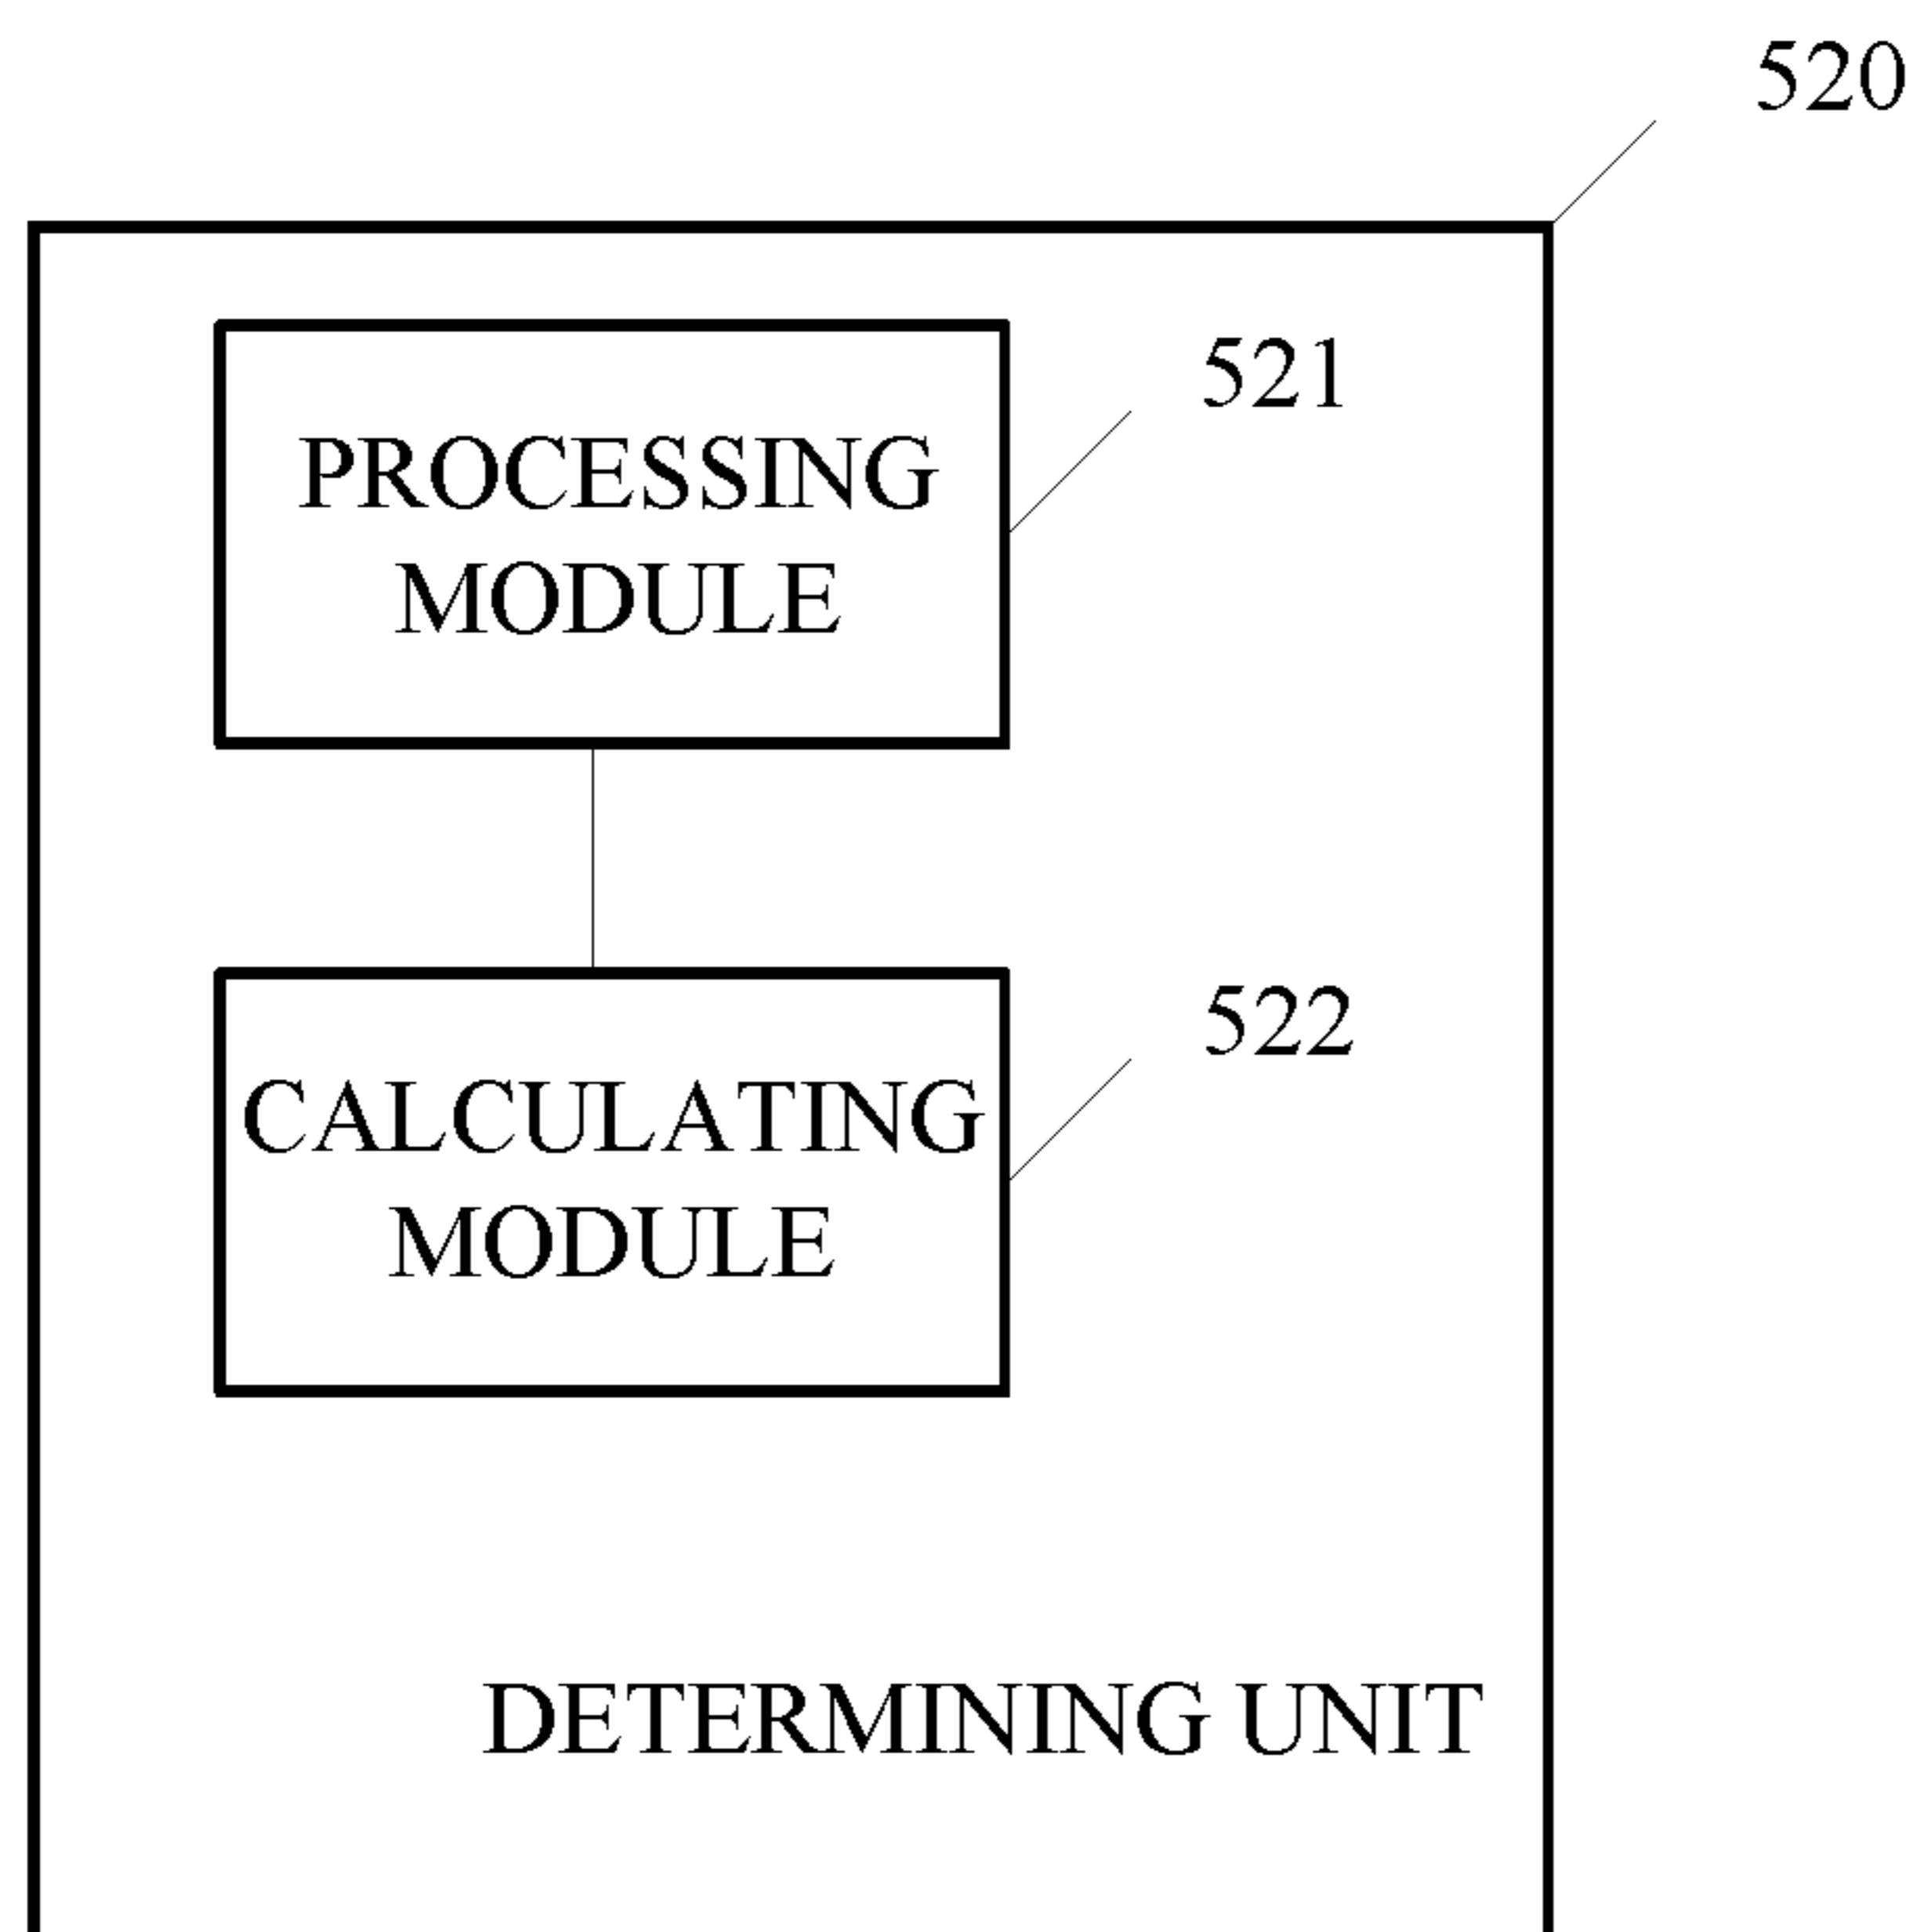 520
521
PROCESSING
MODULE
522
CALCULATING
MODULE
DETERMINING UNIT